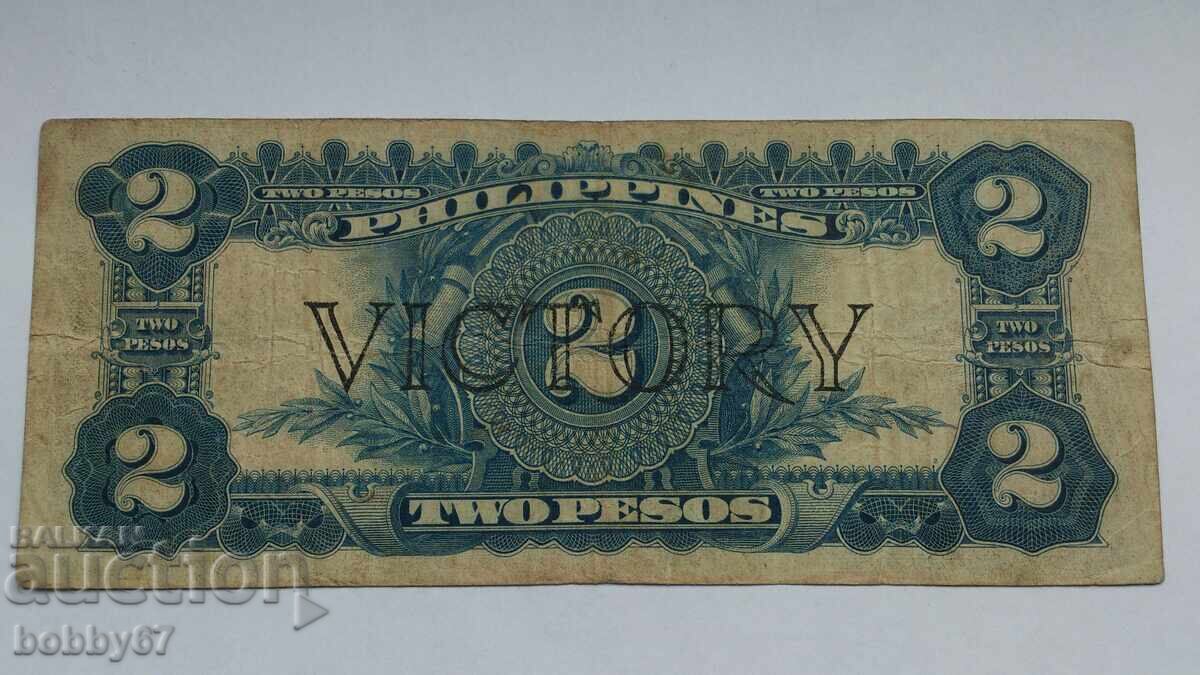 2 TWO PESOS TWO PESOS 2
PHILIPPINES
VICTORY
2
TWO PESOS
TWO PESOS
2 2
TWO PESOS
BALKAN
auction
bobby67